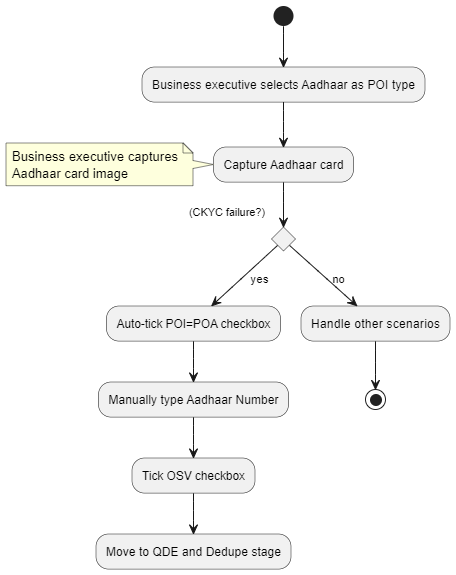 Business executive selects Aadhaar as POI type
Business executive captures
Aadhaar card image
Capture Aadhaar card
(CKYC failure?)
yes
no
Auto-tick POI=POA checkbox
Handle other scenarios
Manually type Aadhaar Number
Tick OSV checkbox
Move to QDE and Dedupe stage